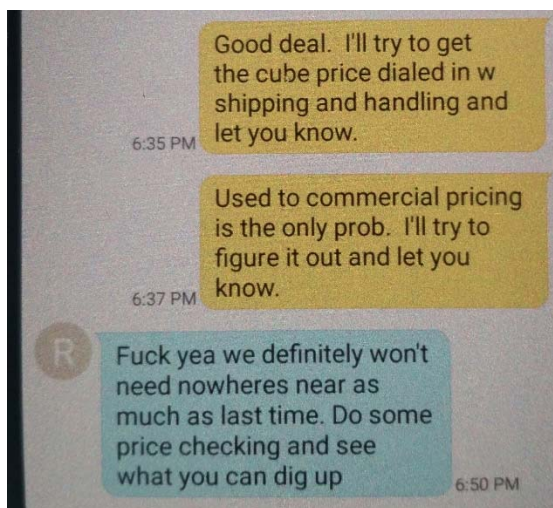 Good deal.  I'll try to get
the cube price dialed in w
shipping and handling and
let you know.
6:35 PM
Used to commercial pricing
is the only prob.  I'll try to
figure it out and let you
know.
6:37 PM
R
Fuck yea we definitely won't
need nowheres near as
much as last time. Do some
price checking and see
what you can dig up
6:50 PM